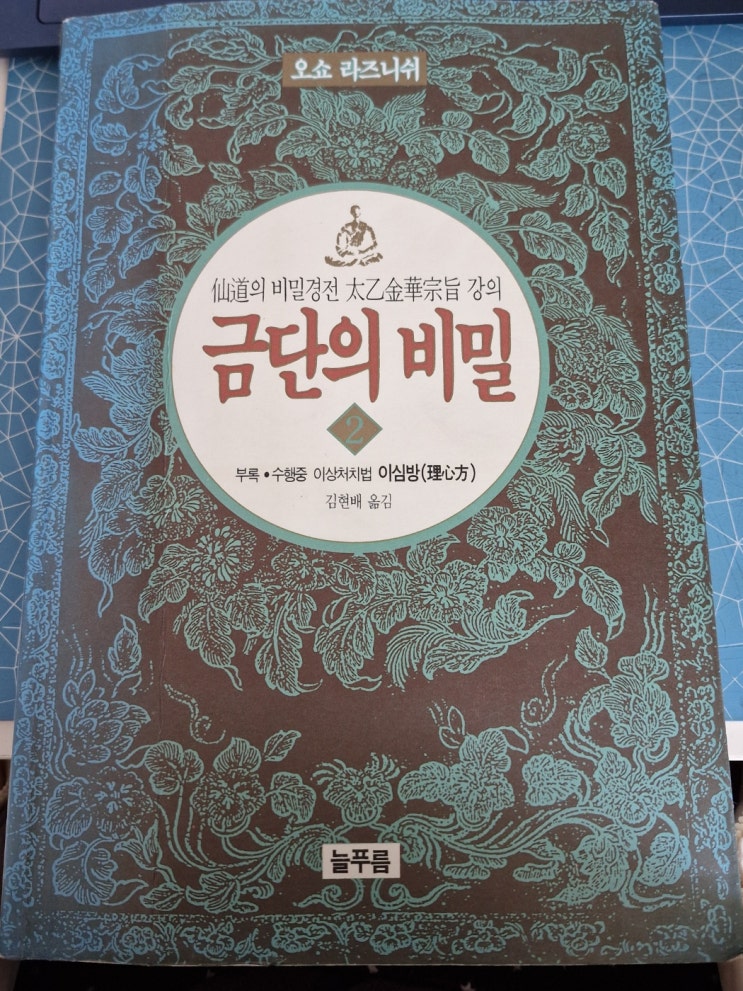 오쇼 라즈니쉬
仙道의 비밀경전 太乙金華宗旨 강의
금단의 비밀
2
부록 • 수행중 이상처치법 이심방(理心方)
김현배 옮김
늘푸름